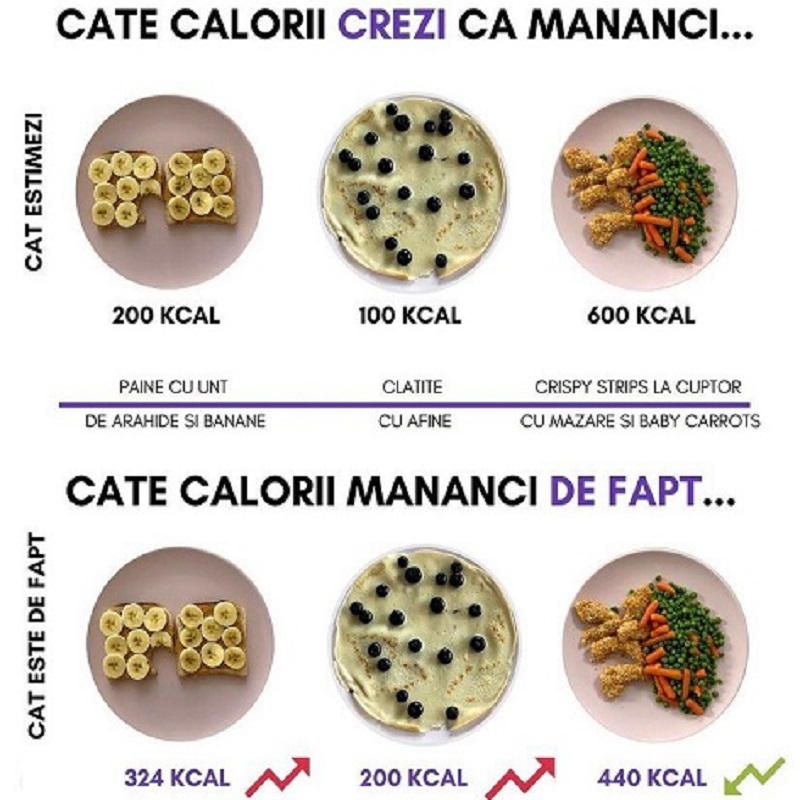 CATE CALORII CREZI CA MANANCI...
CAT ESTIMEZI
200 KCAL
100 KCAL
600 KCAL
PAINE CU UNT
DE ARAHIDE SI BANANE
CLATITE
CU AFINE
CRISPY STRIPS LA CUPTOR
CU MAZARE SI BABY CARROTS
CATE CALORII MANANCI DE FAPT...
CAT ESTE DE FAPT
324 KCAL
200 KCAL
440 KCAL